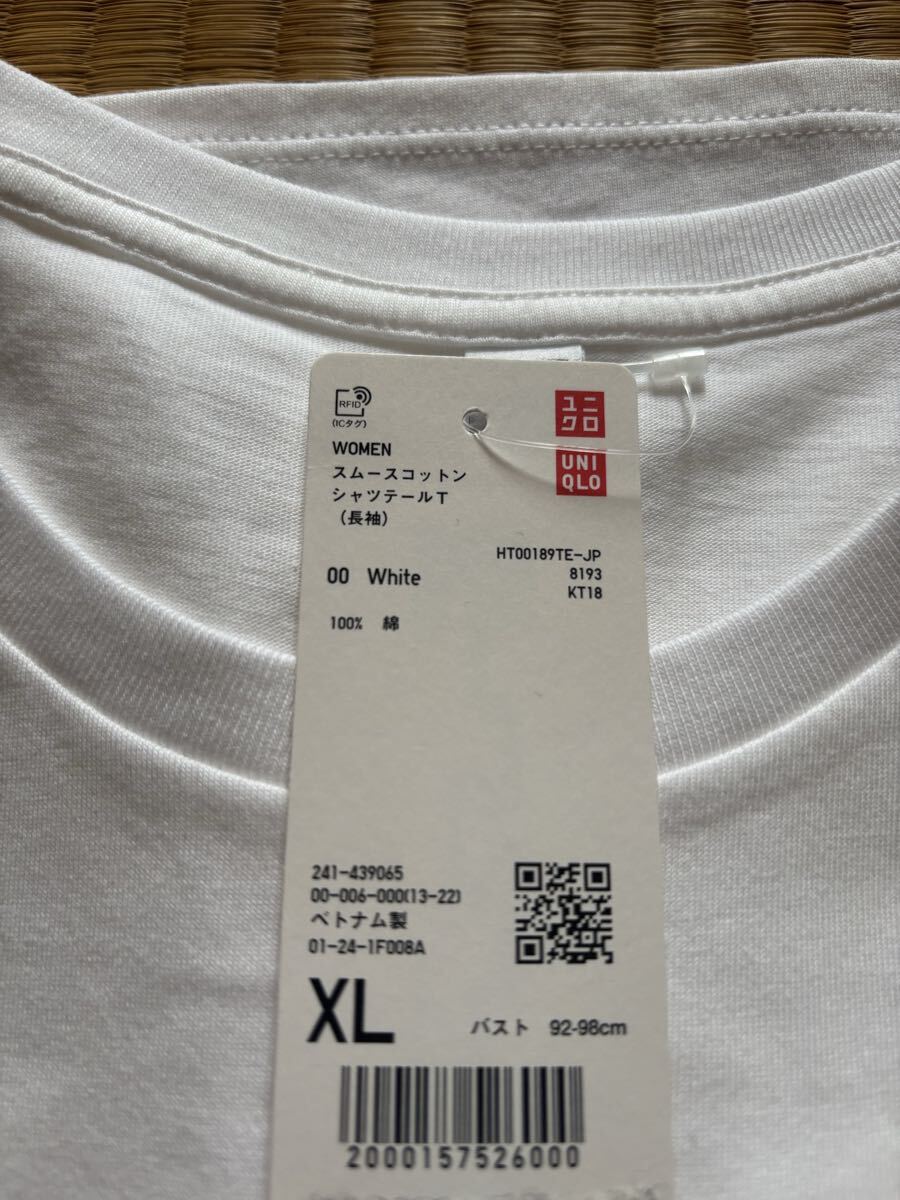 RFID
(ICタグ)
ユニ
クロ
UNI
QLO
WOMEN
スムースコットン
シャツテールT
(長袖)
HT00189TE-JP
00 White
8193
KT18
100% 綿
241-439065
00-006-000(13-22)
ベトナム製
01-24-1F008A
XL
バスト 92-98cm
2000157526000